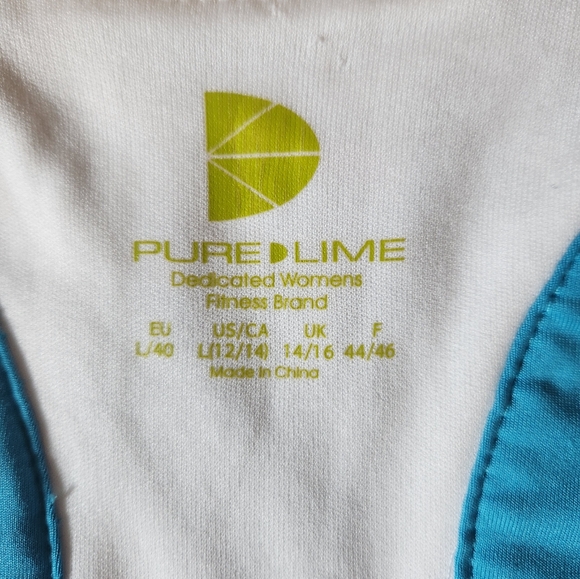 PURE LIME
Dedicated Womens
Fitness Brand
EU US/CA UK F
L/40 L(12/14) 14/16 44/46
Made in China